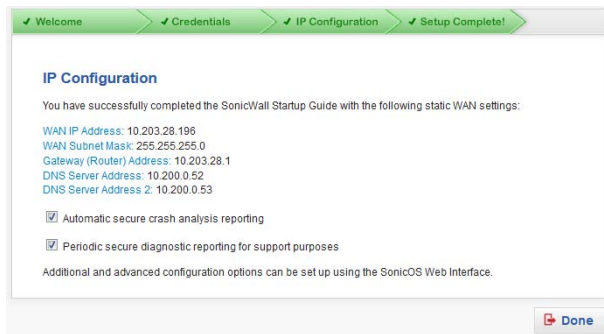 Welcome
Credentials
IP Configuration
Setup Complete!
IP Configuration
You have successfully completed the SonicWall Startup Guide with the following static WAN settings:
WAN IP Address: 10.203.28.196
WAN Subnet Mask: 255.255.255.0
Gateway (Router) Address: 10.203.28.1
DNS Server Address: 10.200.0.52
DNS Server Address 2: 10.200.0.53
Automatic secure crash analysis reporting
Periodic secure diagnostic reporting for support purposes
Additional and advanced configuration options can be set up using the SonicOS Web Interface.
Done